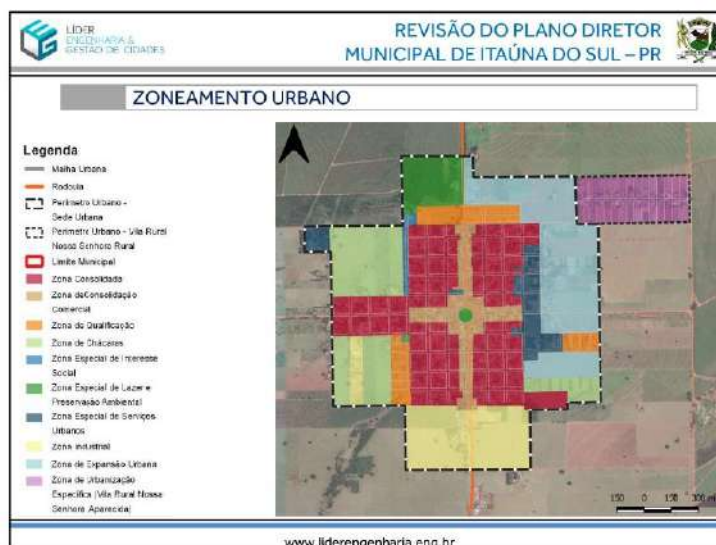 LÍDER
ENGENHARIA &
GESTÃO DE CIDADES
REVISÃO DO PLANO DIRETOR
MUNICIPAL DE ITAÚNA DO SUL – PR
ZONEAMENTO URBANO
Legenda
Malha Urbana
Rodovia
Perímetro Urbano -
Sede Urbana
Perímetro Urbano - Vila Rural
Nossa Senhora Rural
Limite Municipal
Zona Consolidada
Zona deConsolidação
Comercial
Zona de Qualificação
Zona de Chácaras
Zona Especial de Interesse
Social
Zona Especial de Lazer e
Preservação Ambiental
Zona Especial de Serviços
Urbanos
Zona Industrial
Zona de Expansão Urbana
Zona de Urbanização
Específica (Vila Rural Nossa
Senhora Aparecida)
150 0 150 300 m
www.liderengenharia.eng.br